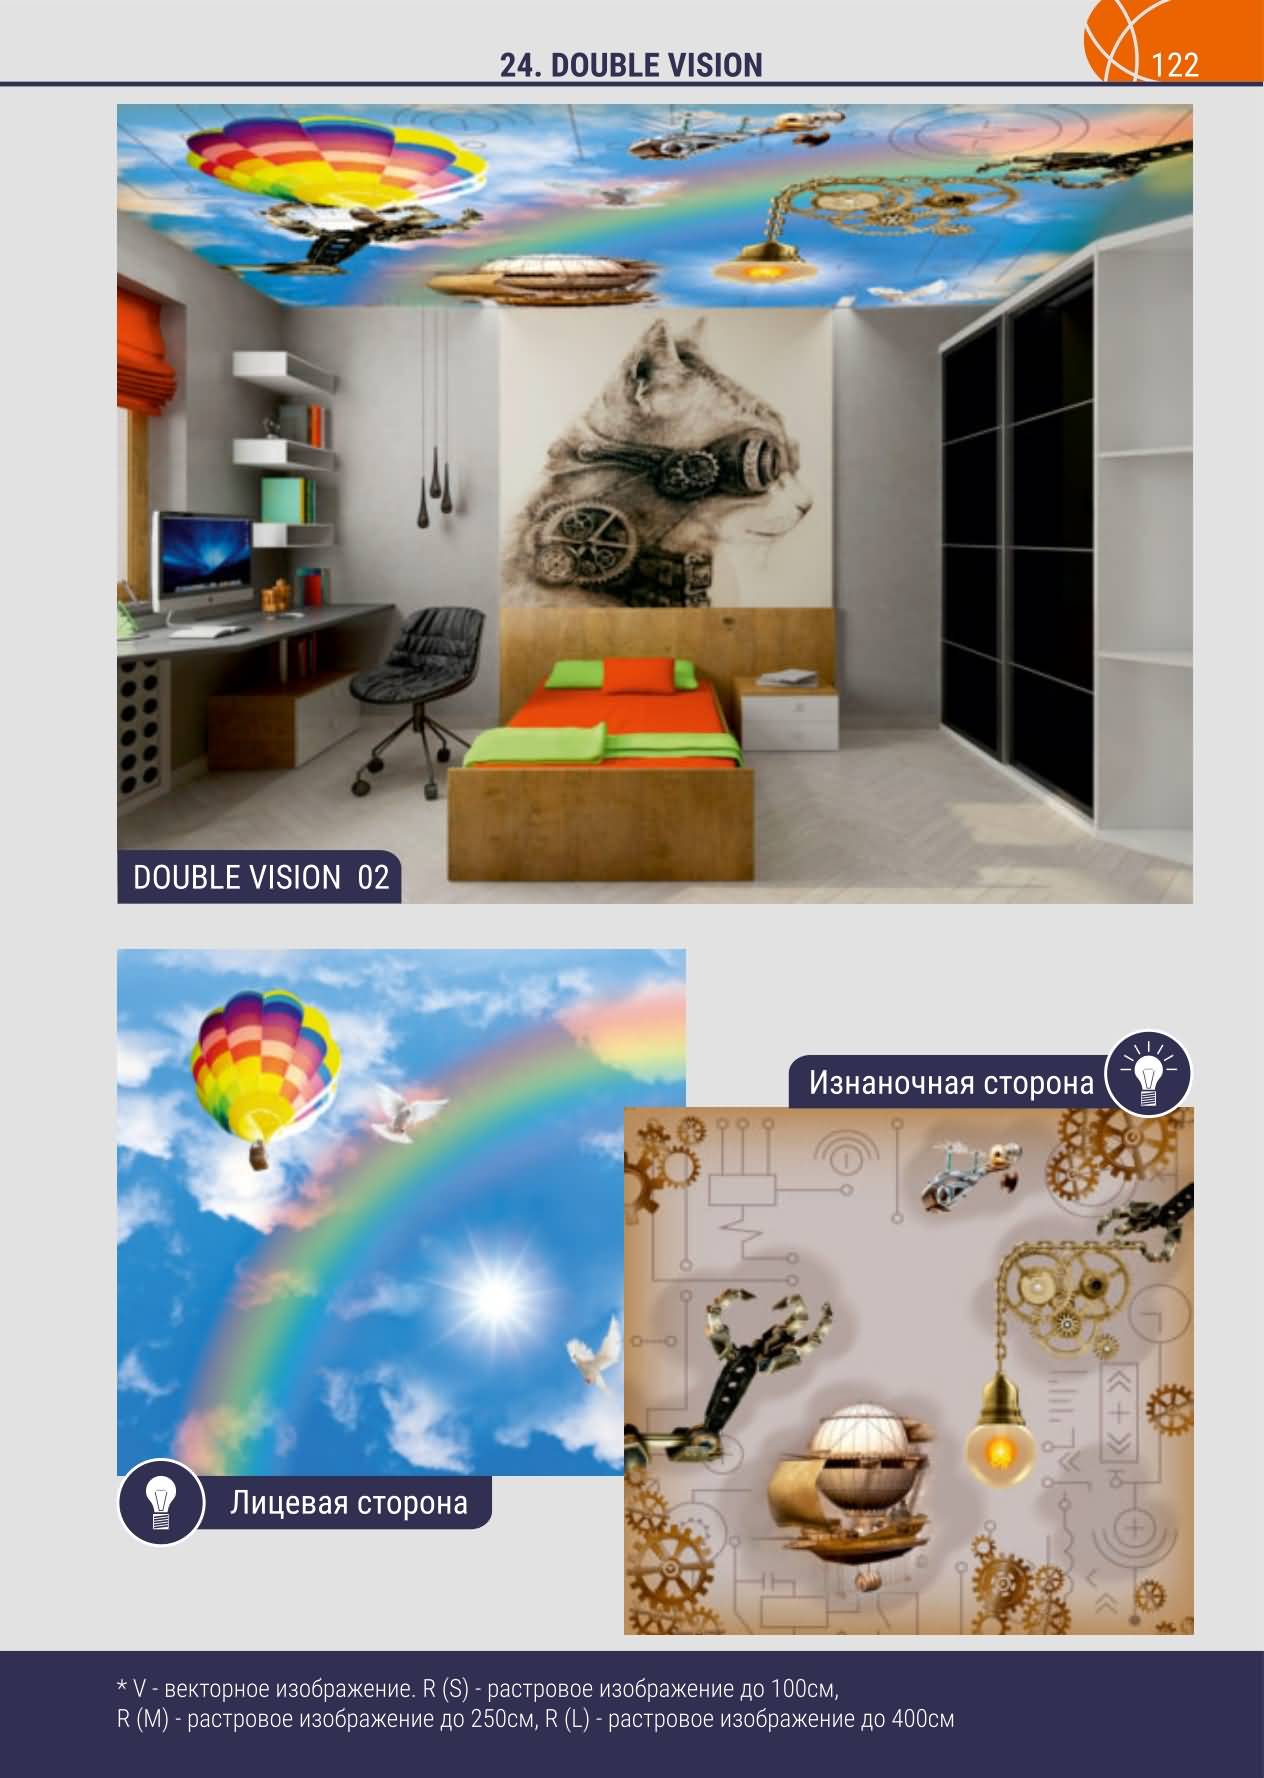 24. DOUBLE VISION
122
DOUBLE VISION 02
Изнаночная сторона
Лицевая сторона
* V - векторное изображение. R (S) - растровое изображение до 100см,
R (M) - растровое изображение до 250см, R (L) - растровое изображение до 400см